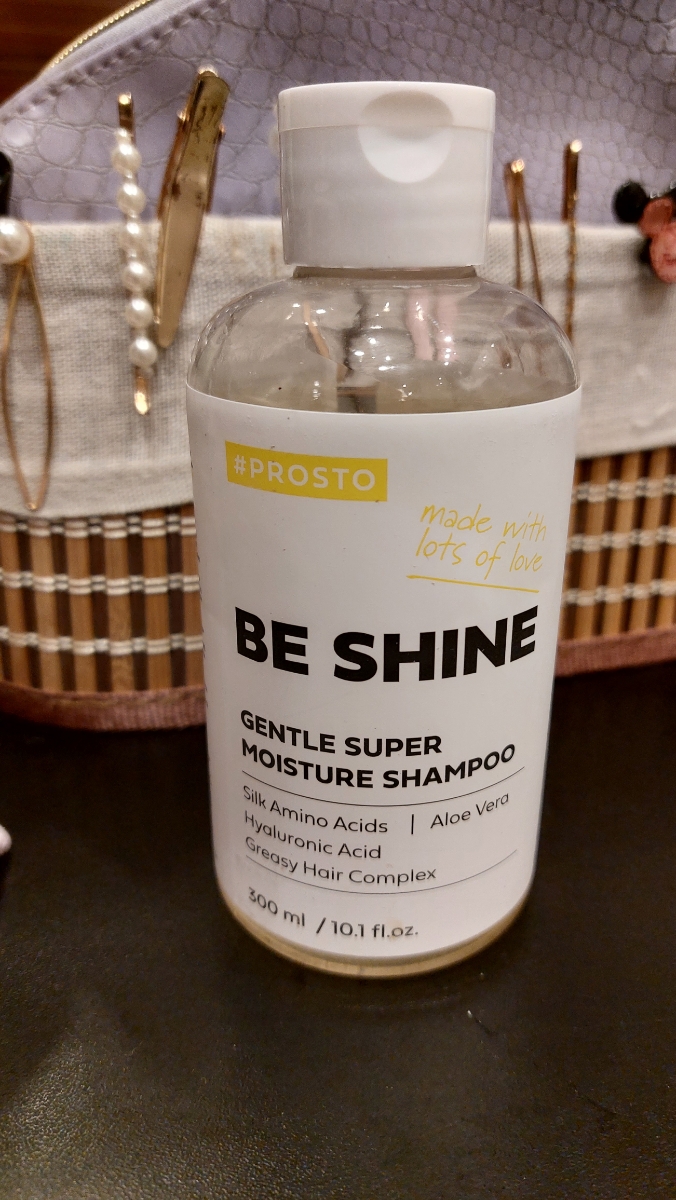 #PROSTO
made with
lots of love
BE SHINE
GENTLE SUPER
MOISTURE SHAMPOO
Silk Amino Acids | Aloe Vera
Hyaluronic Acid
Greasy Hair Complex
300 ml / 10.1 fl.oz.